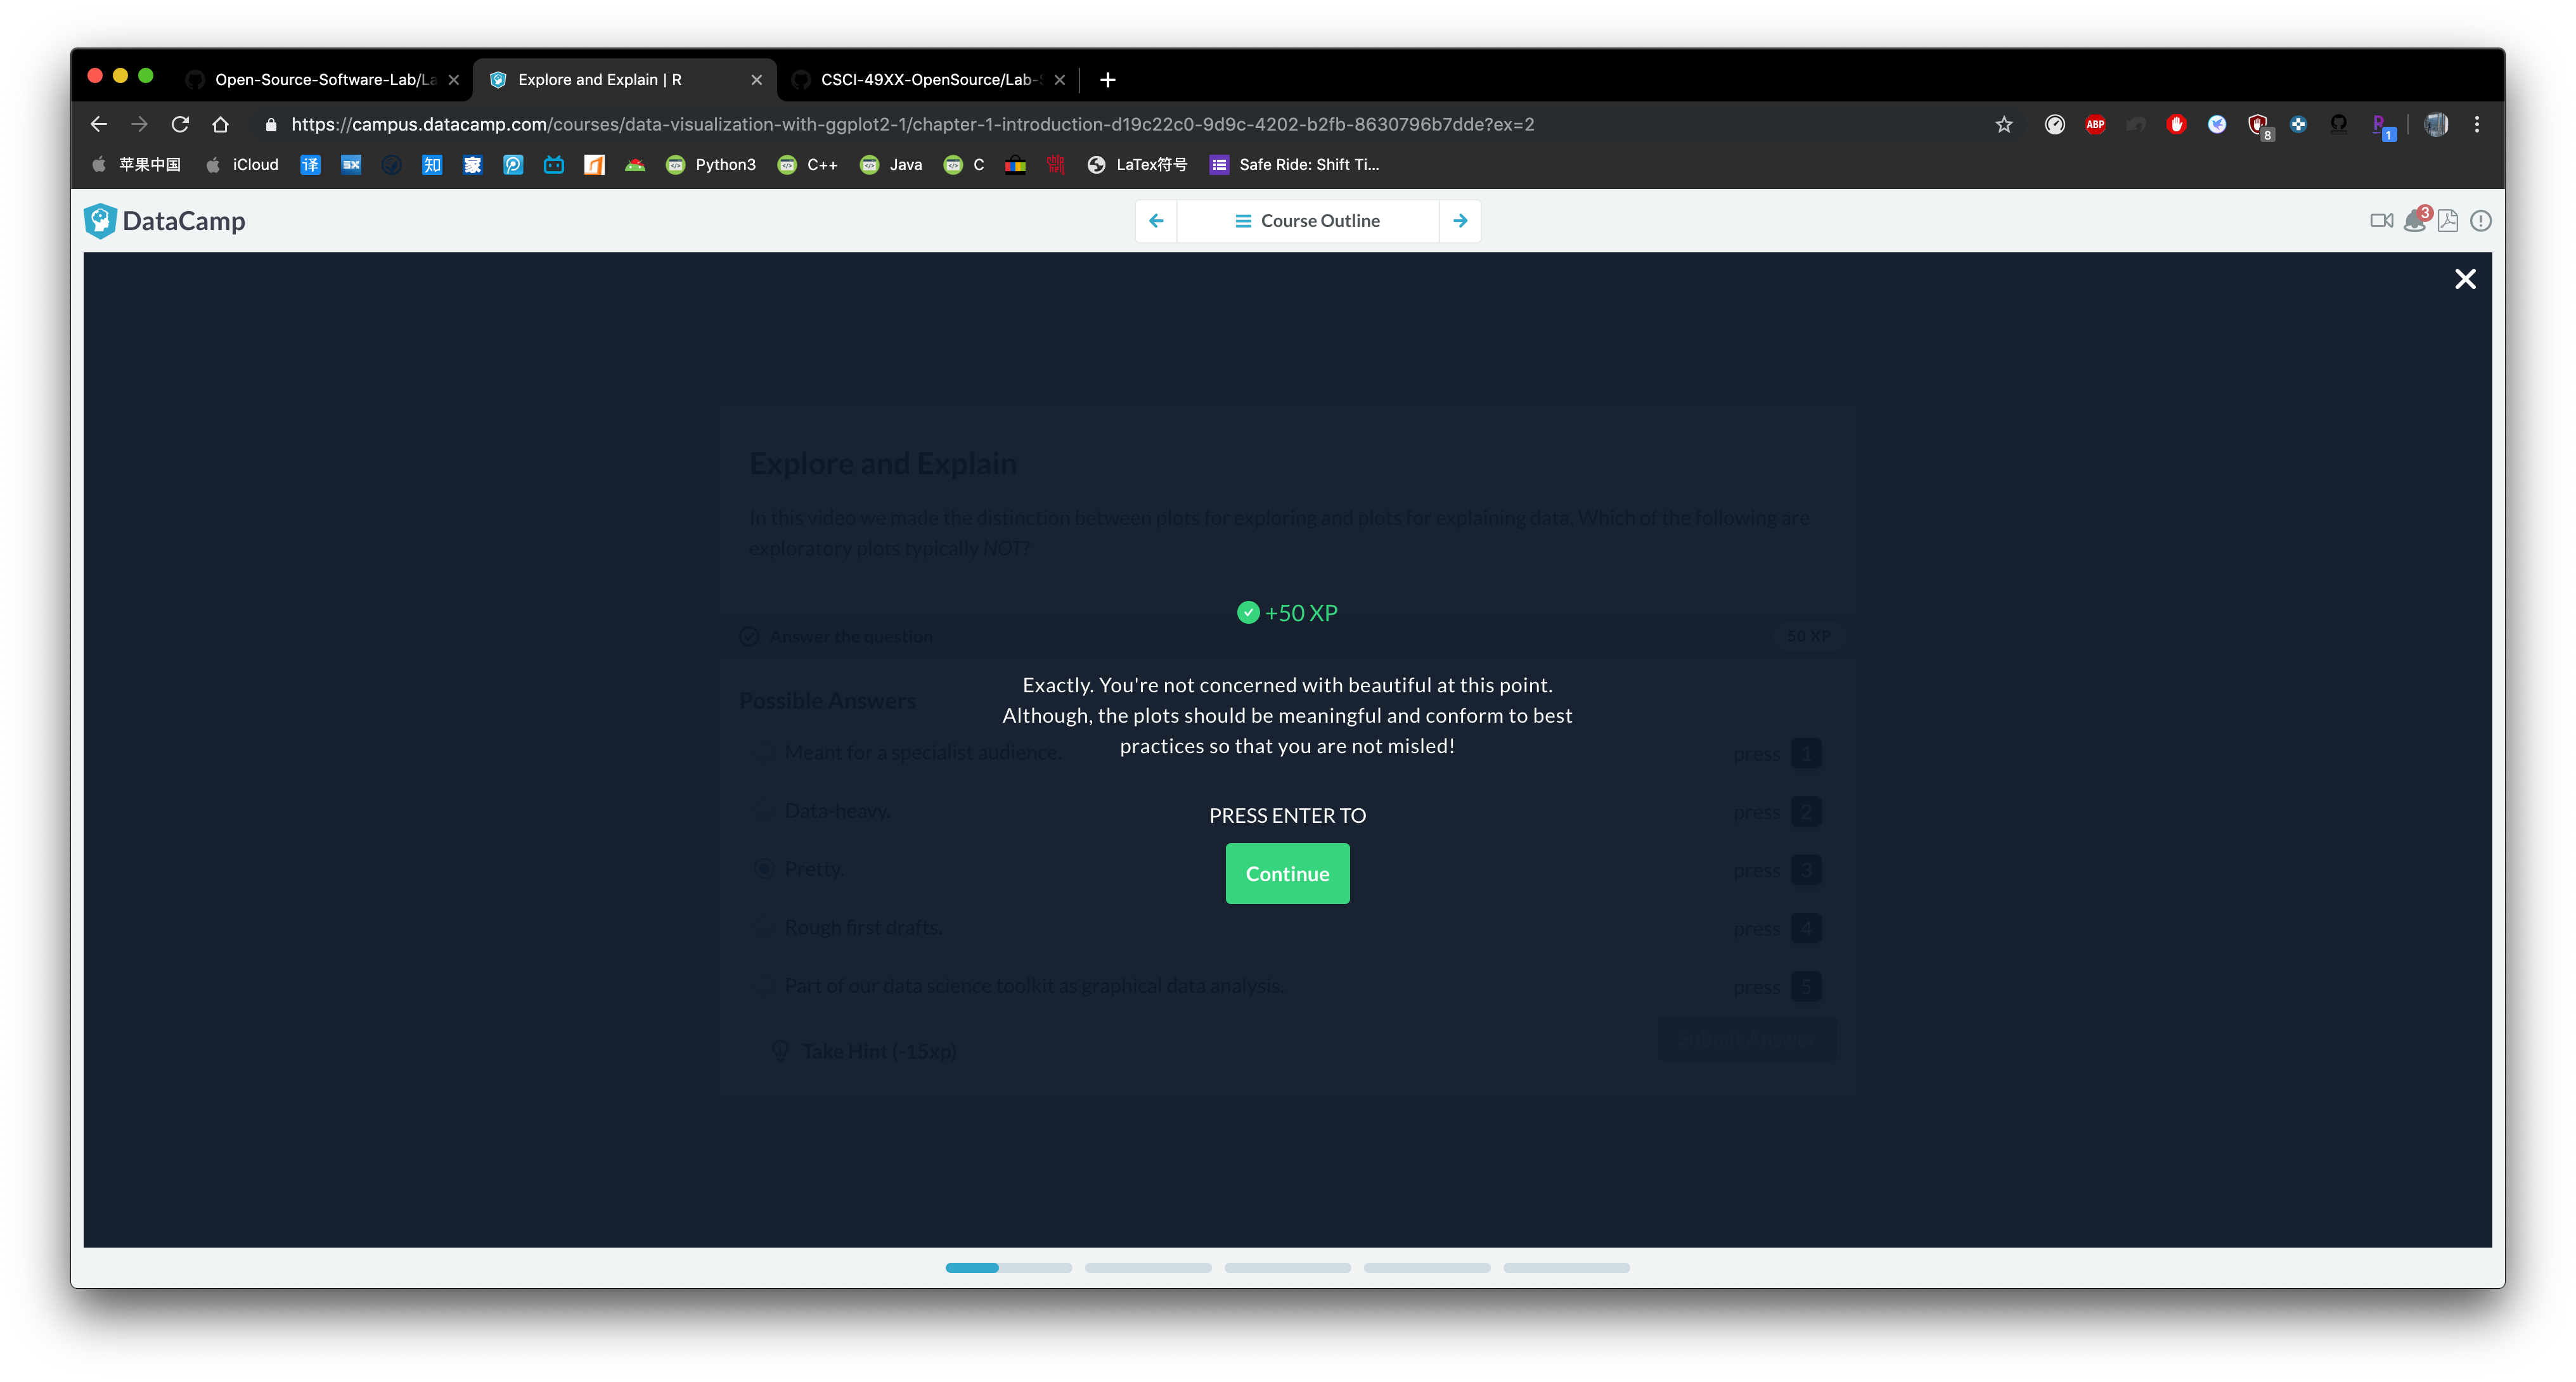 Open-Source-Software-Lab/La
Explore and Explain | R
CSCI-49XX-OpenSource/Lab-
https://campus.datacamp.com/courses/data-visualization-with-ggplot2-1/chapter-1-introduction-d19c22c0-9d9c-4202-b2fb-8630796b7dde?ex=2
ABP
8
R
1
苹果中国
iCloud
译
SX
知
家
Python3
C++
Java
C
LaTex符号
Safe Ride: Shift Ti...
DataCamp
Course Outline
3
Explore and Explain
In this video we made the distinction between plots for exploring and plots for explaining data. Which of the following are
exploratory plots typically NOT?
+50 XP
Answer the question
50 XP
Exactly. You're not concerned with beautiful at this point.
Although, the plots should be meaningful and conform to best
practices so that you are not misled!
Possible Answers
Meant for a specialist audience.
press 1
Data-heavy.
press 2
PRESS ENTER TO
Continue
Pretty.
press 3
Rough first drafts.
press 4
Part of our data science toolkit as graphical data analysis.
press 5
Take Hint (-15xp)
Submit Answer